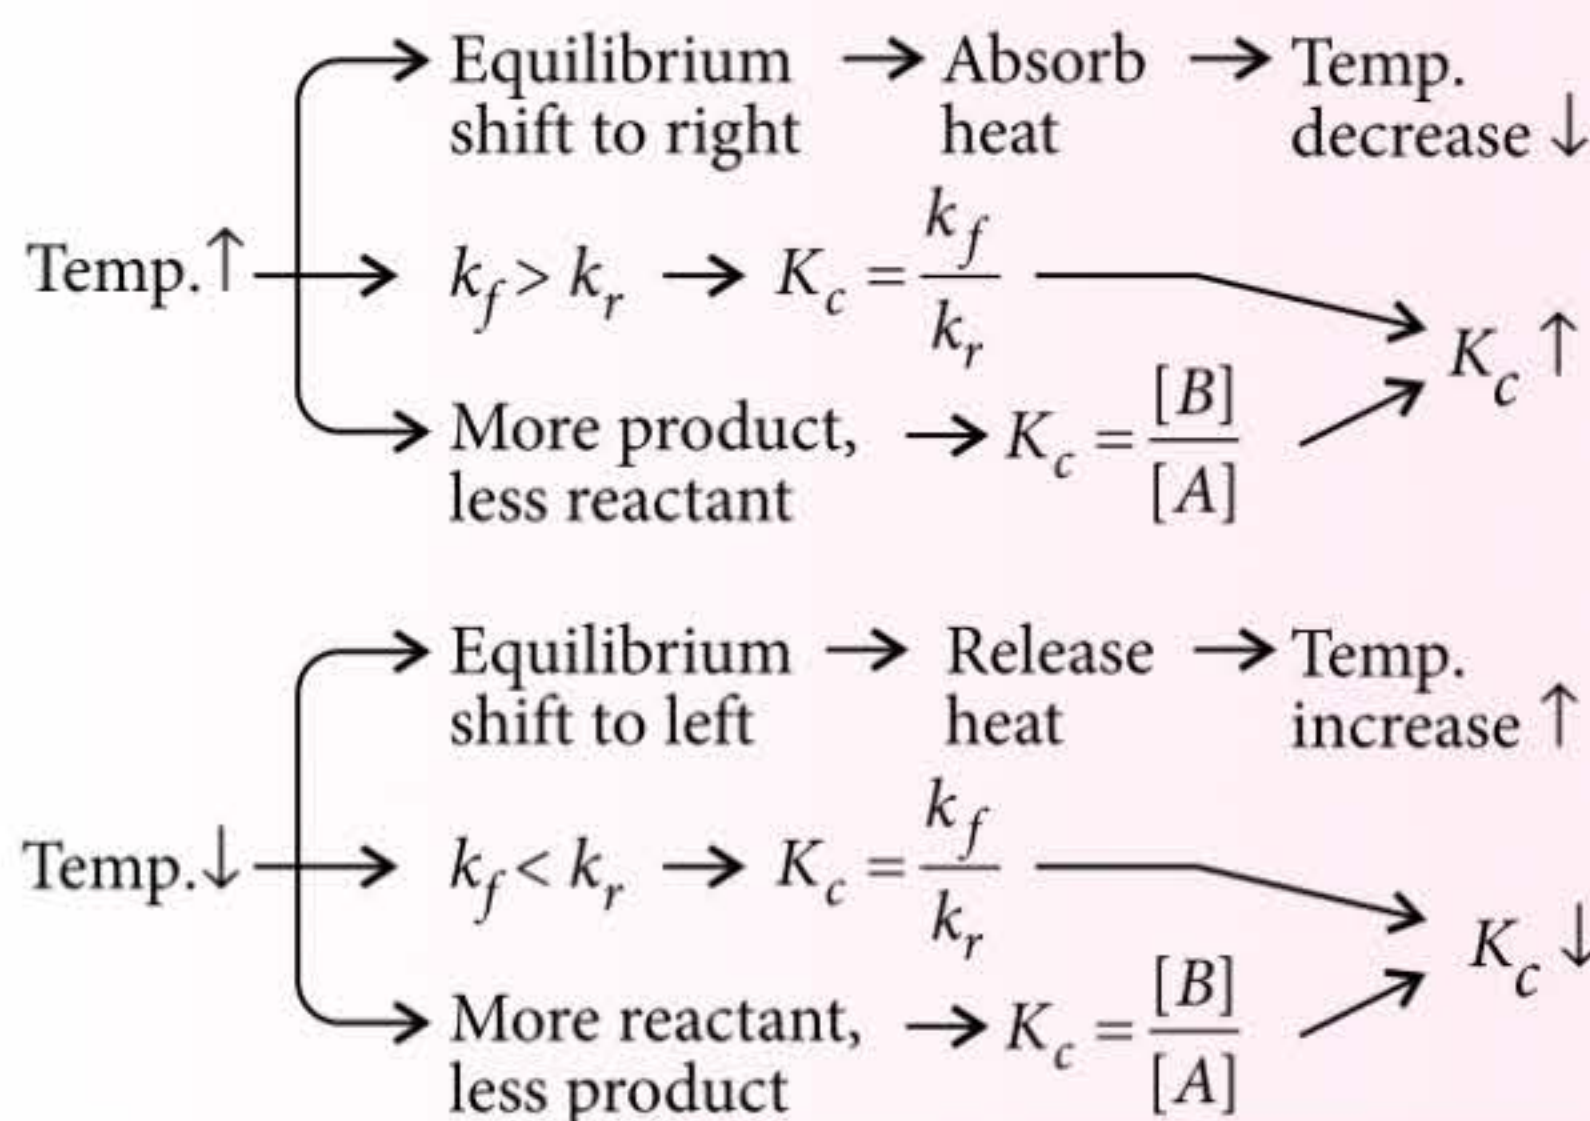 Equilibrium → Absorb → Temp.
shift to right heat decrease ↓
Temp.↑ → k_f > k_r → K_c = k_f / k_r
K_c ↑
More product, → K_c = [B] / [A]
less reactant
Equilibrium → Release → Temp.
shift to left heat increase ↑
Temp.↓ → k_f < k_r → K_c = k_f / k_r
K_c ↓
More reactant, → K_c = [B] / [A]
less product